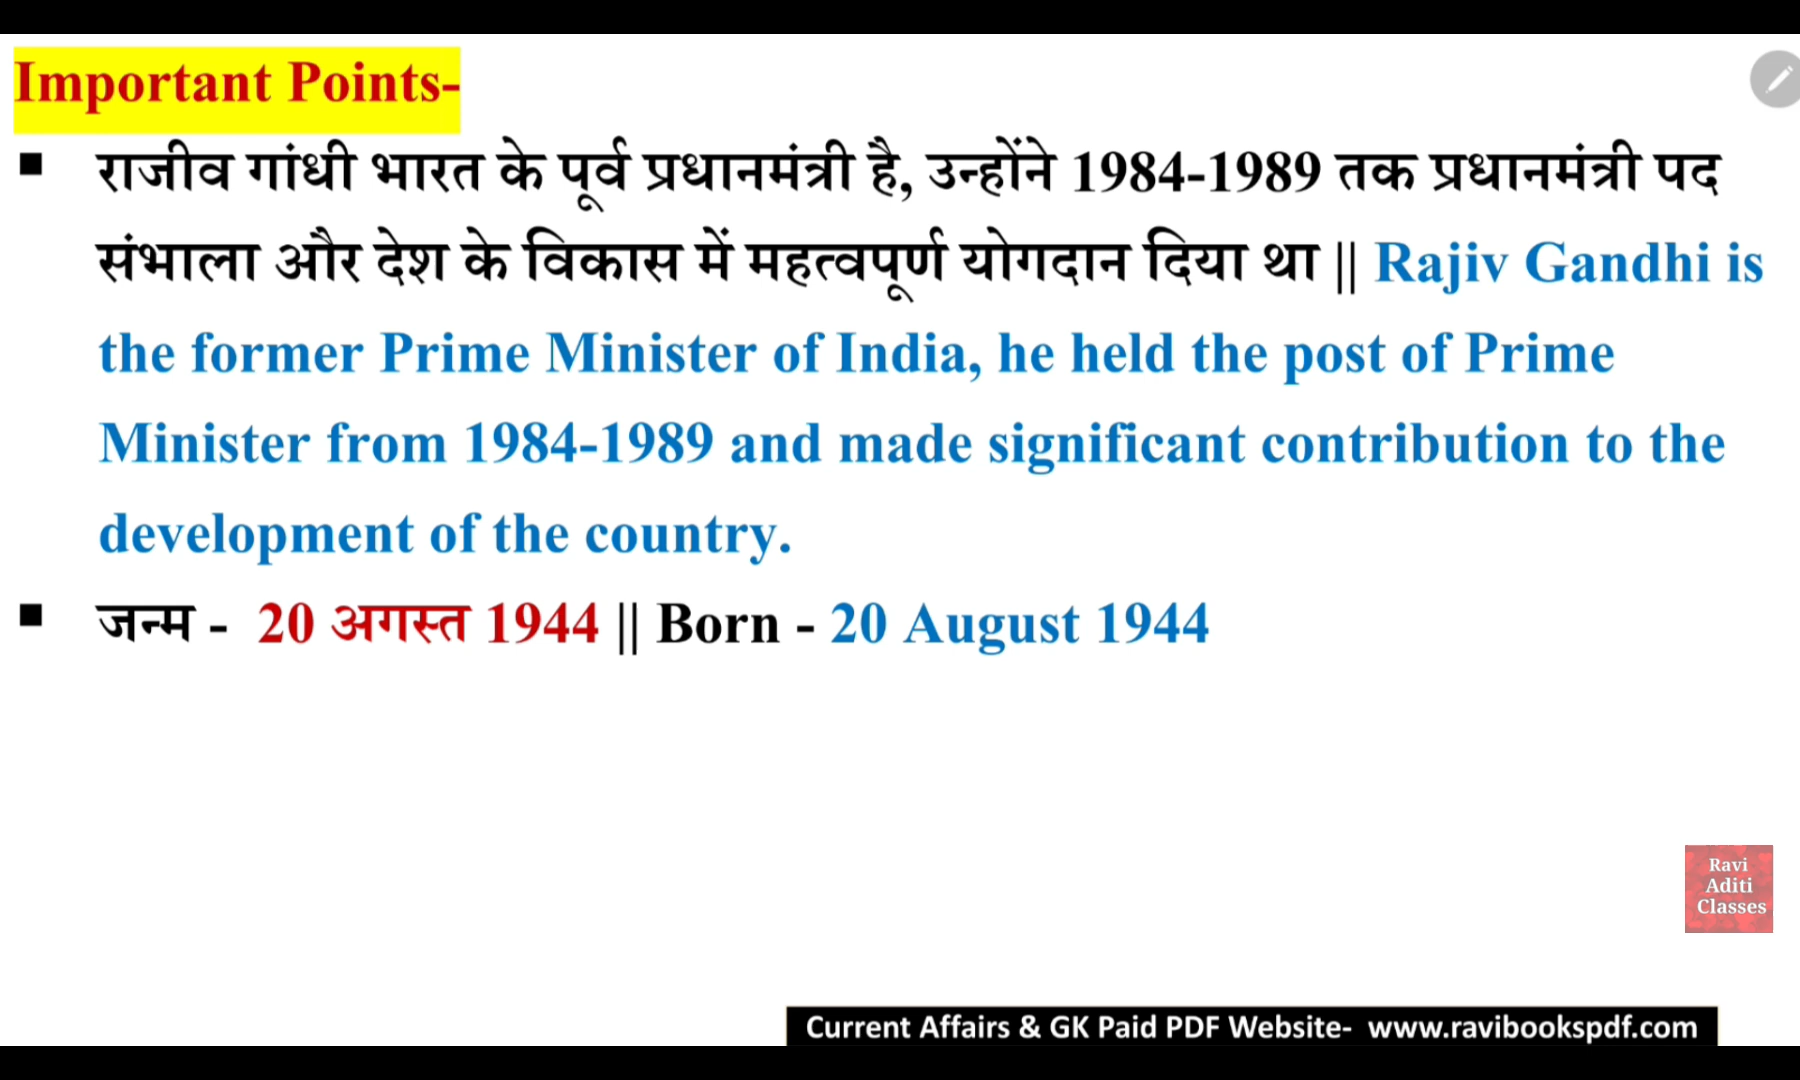 Important Points-
▪ राजीव गांधी भारत के पूर्व प्रधानमंत्री है, उन्होंने 1984-1989 तक प्रधानमंत्री पद
संभाला और देश के विकास में महत्वपूर्ण योगदान दिया था || Rajiv Gandhi is
the former Prime Minister of India, he held the post of Prime
Minister from 1984-1989 and made significant contribution to the
development of the country.
▪ जन्म - 20 अगस्त 1944 || Born - 20 August 1944
Ravi
Aditi
Classes
Current Affairs & GK Paid PDF Website- www.ravibookspdf.com